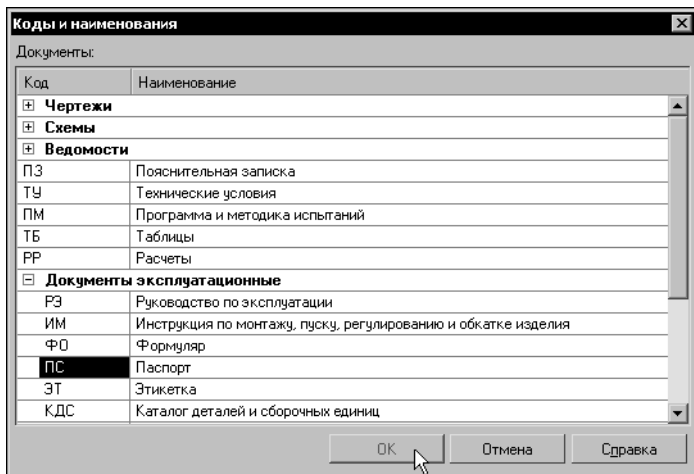 Коды и наименования
Документы:
Код Наименование
Чертежи
Схемы
Ведомости
ПЗ Пояснительная записка
ТУ Технические условия
ПМ Программа и методика испытаний
ТБ Таблицы
РР Расчеты
Документы эксплуатационные
РЭ Руководство по эксплуатации
ИМ Инструкция по монтажу, пуску, регулированию и обкатке изделия
ФО Формуляр
ПС Паспорт
ЭТ Этикетка
КДС Каталог деталей и сборочных единиц
OK Отмена Справка